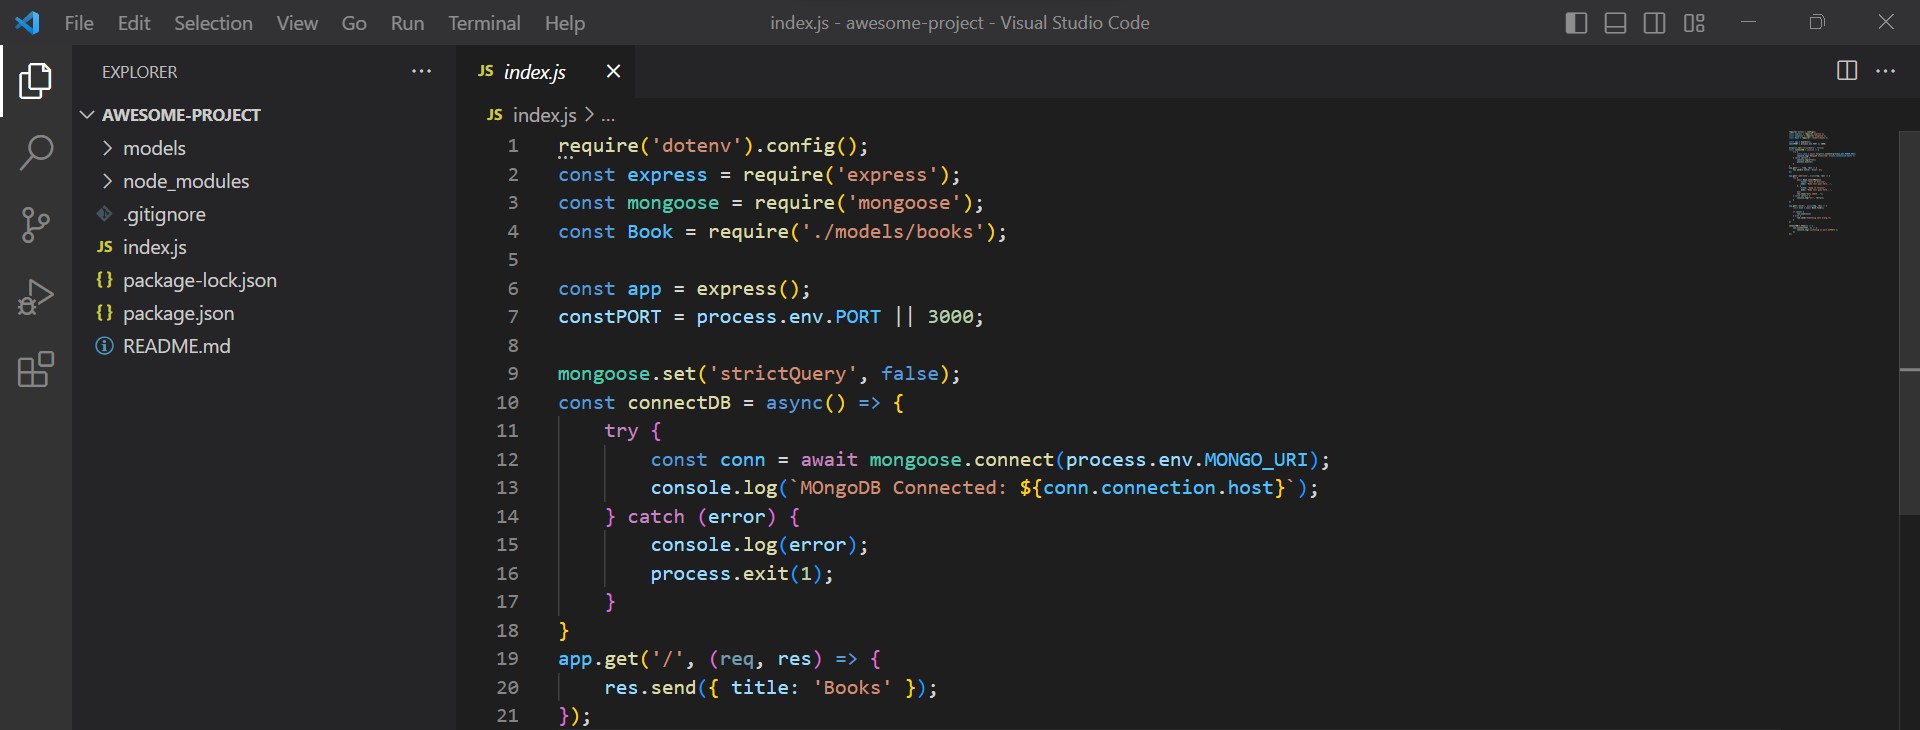 File Edit Selection View Go Run Terminal Help index.js - awesome-project - Visual Studio Code
EXPLORER
AWESOME-PROJECT
models
node_modules
.gitignore
JS index.js
{} package-lock.json
{} package.json
README.md
JS index.js
JS index.js > ...
1 require('dotenv').config();
2 const express = require('express');
3 const mongoose = require('mongoose');
4 const Book = require('./models/books');
5
6 const app = express();
7 constPORT = process.env.PORT || 3000;
8
9 mongoose.set('strictQuery', false);
10 const connectDB = async() => {
11 try {
12 const conn = await mongoose.connect(process.env.MONGO_URI);
13 console.log(`MOngoDB Connected: ${conn.connection.host}`);
14 } catch (error) {
15 console.log(error);
16 process.exit(1);
17 }
18 }
19 app.get('/', (req, res) => {
20 res.send({ title: 'Books' });
21 });